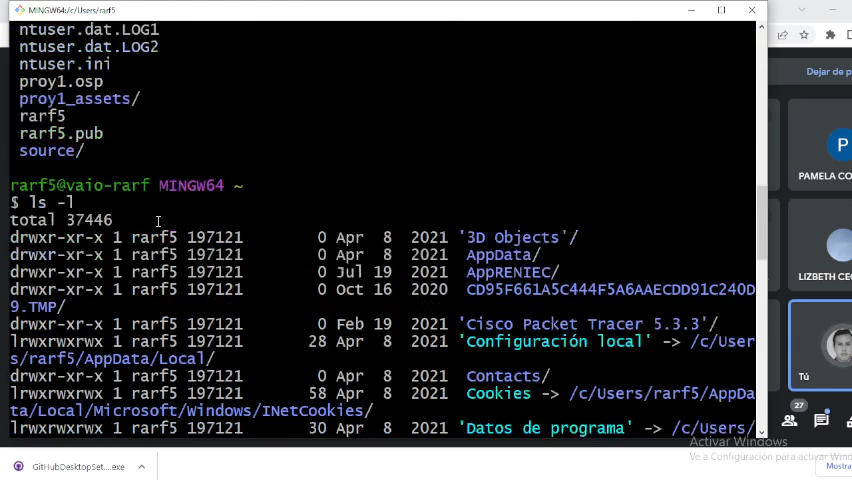 MINGW64:/c/Users/rarf5
ntuser.dat.LOG1
ntuser.dat.LOG2
ntuser.ini
proy1.osp
proy1_assets/
rarf5
rarf5.pub
source/
rarf5@vaio-rarf MINGW64 ~
$ ls -l
total 37446
drwxr-xr-x 1 rarf5 197121 0 Apr 8 2021 '3D Objects'/
drwxr-xr-x 1 rarf5 197121 0 Apr 8 2021 AppData/
drwxr-xr-x 1 rarf5 197121 0 Jul 19 2021 AppRENIEC/
drwxr-xr-x 1 rarf5 197121 0 Oct 16 2020 CD95F661A5C444F5A6AAECDD91C240D
9.TMP/
drwxr-xr-x 1 rarf5 197121 0 Feb 19 2021 'Cisco Packet Tracer 5.3.3'/
lrwxrwxrwx 1 rarf5 197121 28 Apr 8 2021 'Configuración local' -> /c/User
s/rarf5/AppData/Local/
drwxr-xr-x 1 rarf5 197121 0 Apr 8 2021 Contacts/
lrwxrwxrwx 1 rarf5 197121 58 Apr 8 2021 Cookies -> /c/Users/rarf5/AppDa
ta/Local/Microsoft/Windows/INetCookies/
lrwxrwxrwx 1 rarf5 197121 30 Apr 8 2021 'Datos de programa' -> /c/Users/
Dejar de p
P
PAMELA CO
LIZBETH CEC
Tú
27
Activar Windows
Ve a Configuración para activar Wind
GitHubDesktopSet....exe
Mostra